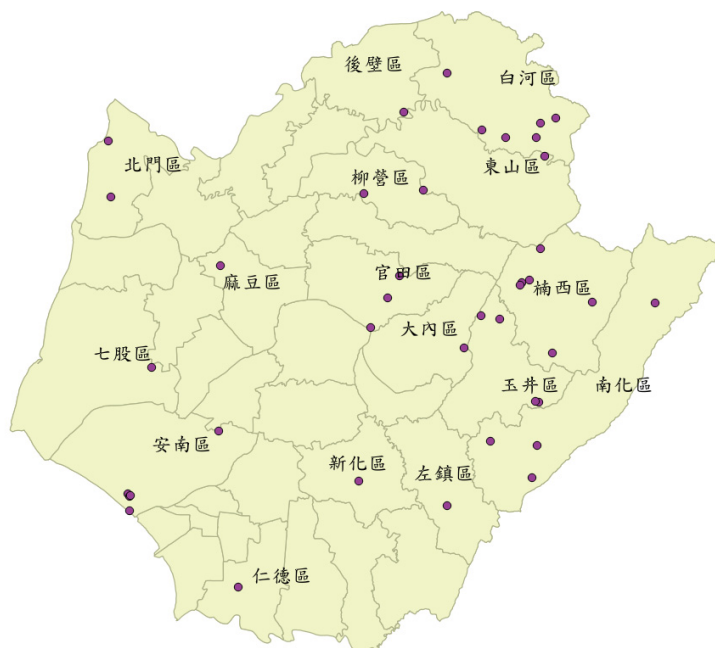 後壁區
白河區
北門區
東山區
柳營區
麻豆區
官田區
楠西區
大內區
七股區
玉井區
南化區
安南區
新化區
左鎮區
仁德區